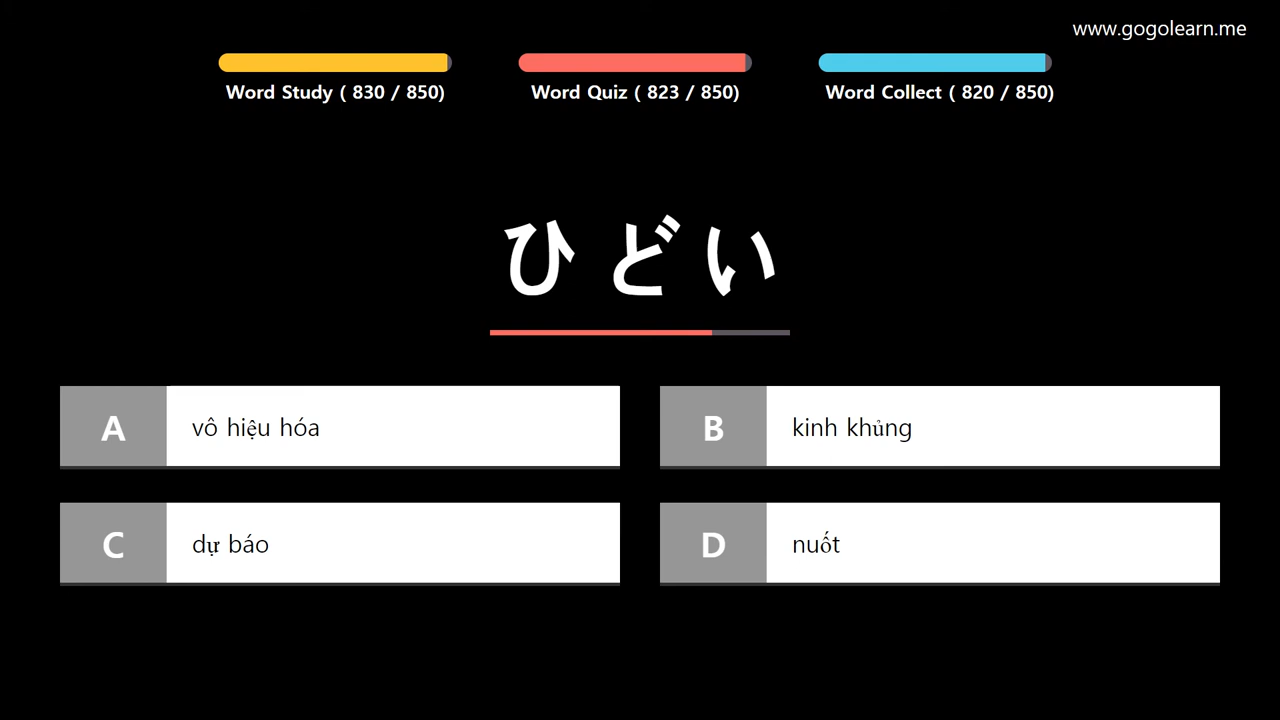 www.gogolearn.me
Word Study ( 830 / 850)
Word Quiz ( 823 / 850)
Word Collect ( 820 / 850)
ひどい
A vô hiệu hóa
B kinh khủng
C dự báo
D nuốt